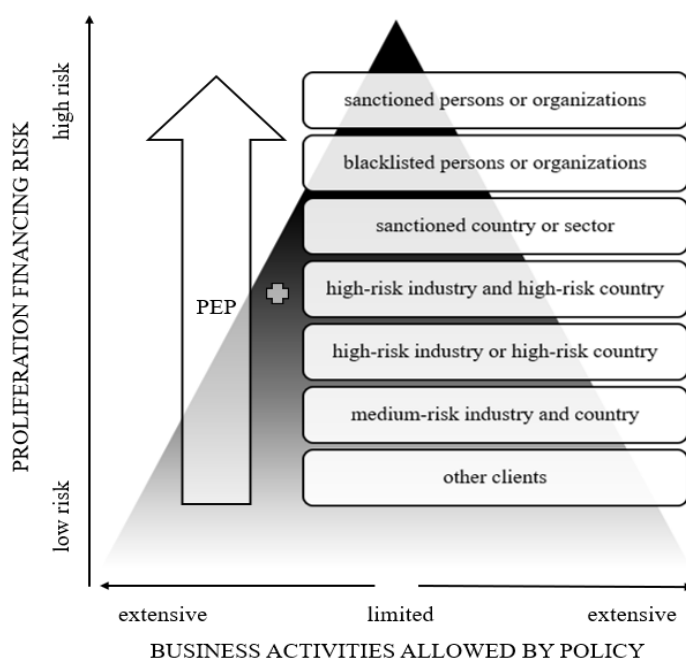 PROLIFERATION FINANCING RISK
high risk
low risk
PEP
sanctioned persons or organizations
blacklisted persons or organizations
sanctioned country or sector
high-risk industry and high-risk country
high-risk industry or high-risk country
medium-risk industry and country
other clients
extensive limited extensive
BUSINESS ACTIVITIES ALLOWED BY POLICY